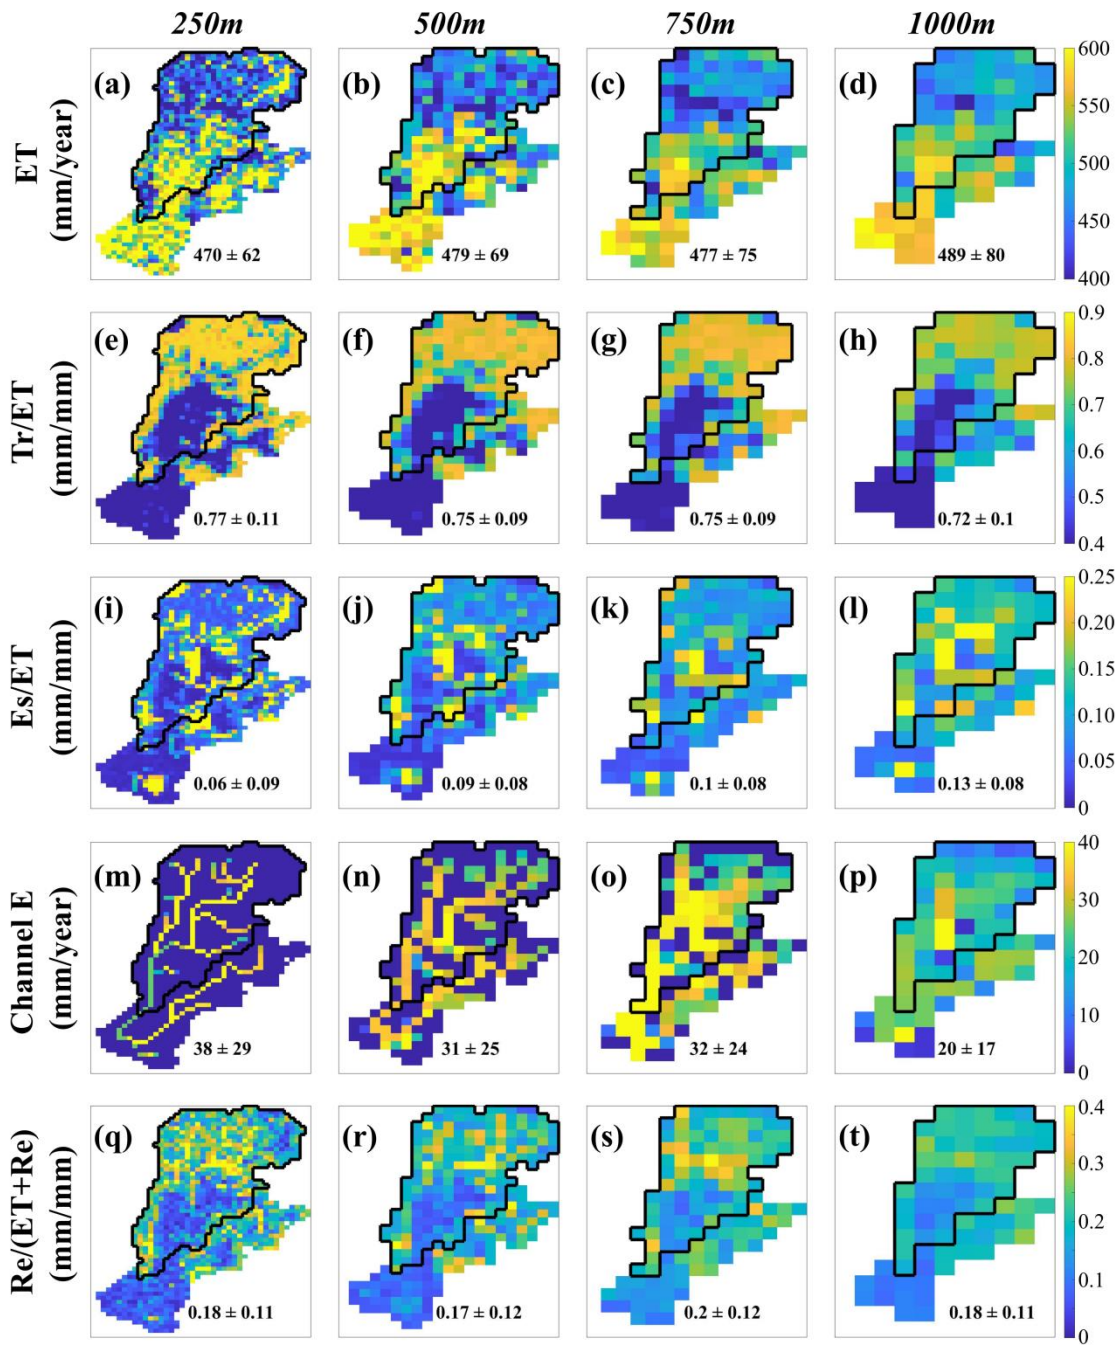 250m 500m 750m 1000m
ET
(mm/year)
(a) (b) (c) (d)
470 ± 62 479 ± 69 477 ± 75 489 ± 80
600
550
500
450
400
Tr/ET
(mm/mm)
(e) (f) (g) (h)
0.77 ± 0.11 0.75 ± 0.09 0.75 ± 0.09 0.72 ± 0.1
0.9
0.8
0.7
0.6
0.5
0.4
Es/ET
(mm/mm)
(i) (j) (k) (l)
0.06 ± 0.09 0.09 ± 0.08 0.1 ± 0.08 0.13 ± 0.08
0.25
0.20
0.15
0.10
0.05
0
Channel E
(mm/year)
(m) (n) (o) (p)
38 ± 29 31 ± 25 32 ± 24 20 ± 17
40
30
20
10
0
Re/(ET+Re)
(mm/mm)
(q) (r) (s) (t)
0.18 ± 0.11 0.17 ± 0.12 0.2 ± 0.12 0.18 ± 0.11
0.4
0.3
0.2
0.1
0